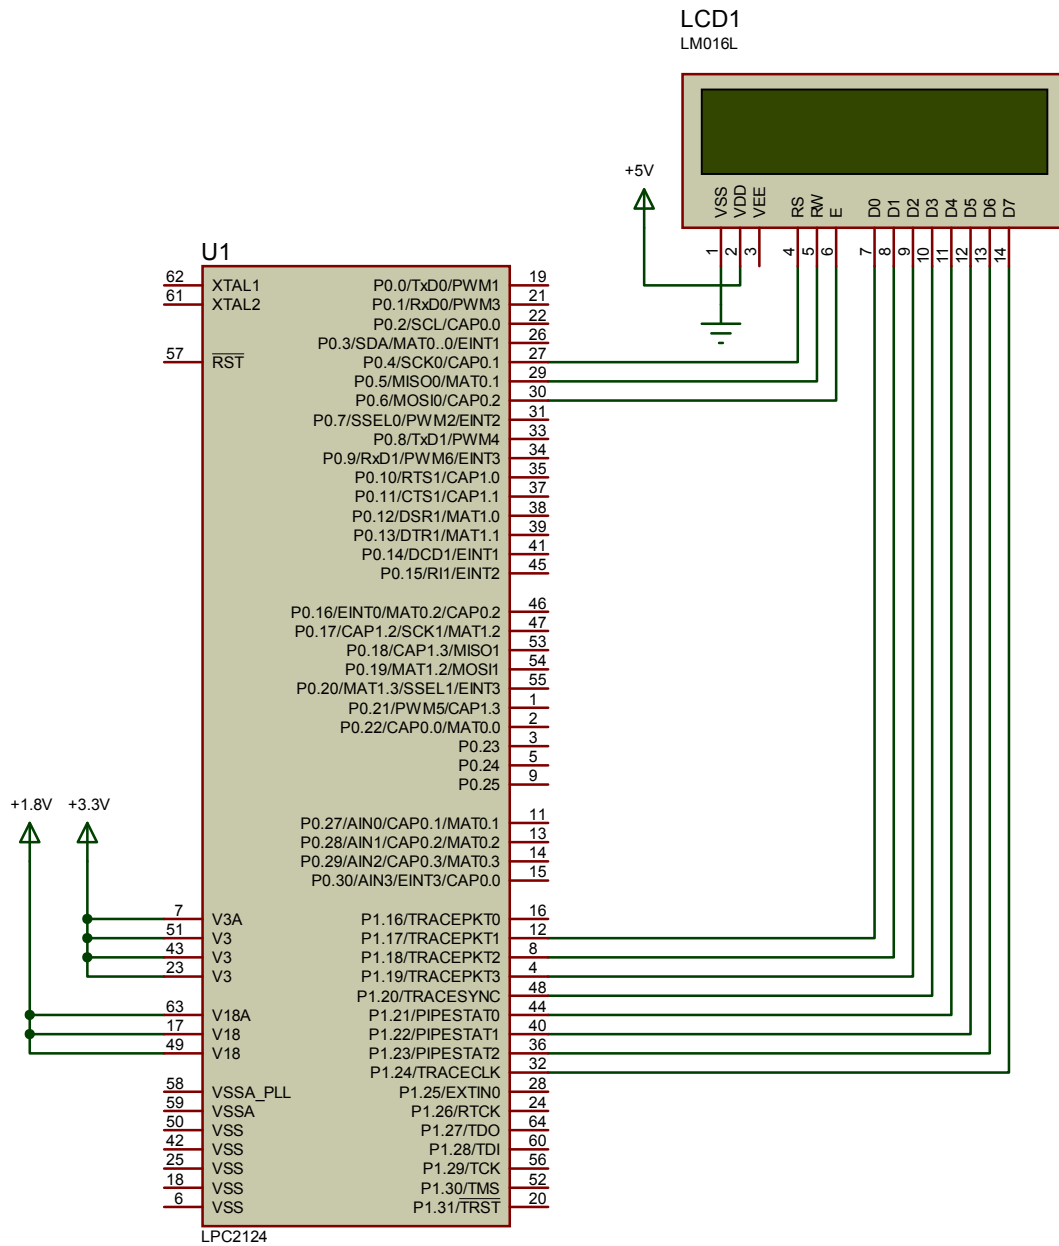 LCD1
LM016L
+5V
VSS
VDD
VEE
RS
RW
E
D0
D1
D2
D3
D4
D5
D6
D7
1
2
3
4
5
6
7
8
9
10
11
12
13
14
U1
62 XTAL1 P0.0/TxD0/PWM1 19
61 XTAL2 P0.1/RxD0/PWM3 21
P0.2/SCL/CAP0.0 22
P0.3/SDA/MAT0..0/EINT1 26
57 RST P0.4/SCK0/CAP0.1 27
P0.5/MISO0/MAT0.1 29
P0.6/MOSI0/CAP0.2 30
P0.7/SSEL0/PWM2/EINT2 31
P0.8/TxD1/PWM4 33
P0.9/RxD1/PWM6/EINT3 34
P0.10/RTS1/CAP1.0 35
P0.11/CTS1/CAP1.1 37
P0.12/DSR1/MAT1.0 38
P0.13/DTR1/MAT1.1 39
P0.14/DCD1/EINT1 41
P0.15/RI1/EINT2 45
P0.16/EINT0/MAT0.2/CAP0.2 46
P0.17/CAP1.2/SCK1/MAT1.2 47
P0.18/CAP1.3/MISO1 53
P0.19/MAT1.2/MOSI1 54
P0.20/MAT1.3/SSEL1/EINT3 55
P0.21/PWM5/CAP1.3 1
P0.22/CAP0.0/MAT0.0 2
P0.23 3
P0.24 5
P0.25 9
+1.8V +3.3V
P0.27/AIN0/CAP0.1/MAT0.1 11
P0.28/AIN1/CAP0.2/MAT0.2 13
P0.29/AIN2/CAP0.3/MAT0.3 14
P0.30/AIN3/EINT3/CAP0.0 15
7 V3A P1.16/TRACEPKT0 16
51 V3 P1.17/TRACEPKT1 12
43 V3 P1.18/TRACEPKT2 8
23 V3 P1.19/TRACEPKT3 4
P1.20/TRACESYNC 48
63 V18A P1.21/PIPESTAT0 44
17 V18 P1.22/PIPESTAT1 40
49 V18 P1.23/PIPESTAT2 36
P1.24/TRACECLK 32
58 VSSA_PLL P1.25/EXTIN0 28
59 VSSA P1.26/RTCK 24
50 VSS P1.27/TDO 64
42 VSS P1.28/TDI 60
25 VSS P1.29/TCK 56
18 VSS P1.30/TMS 52
6 VSS P1.31/TRST 20
LPC2124